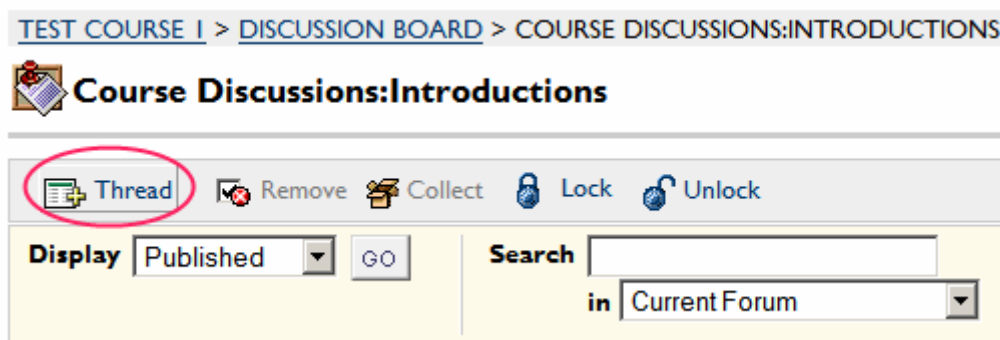 TEST COURSE I > DISCUSSION BOARD > COURSE DISCUSSIONS:INTRODUCTIONS
Course Discussions:Introductions
Thread Remove Collect Lock Unlock
Display Published GO Search
in Current Forum